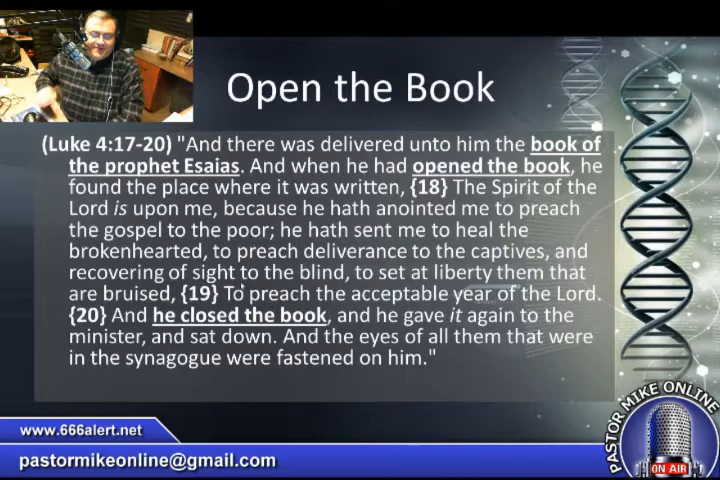 Open the Book
(Luke 4:17-20) "And there was delivered unto him the book of
the prophet Esaias. And when he had opened the book, he
found the place where it was written, {18} The Spirit of the
Lord is upon me, because he hath anointed me to preach
the gospel to the poor; he hath sent me to heal the
brokenhearted, to preach deliverance to the captives, and
recovering of sight to the blind, to set at liberty them that
are bruised, {19} To preach the acceptable year of the Lord.
{20} And he closed the book, and he gave it again to the
minister, and sat down. And the eyes of all them that were
in the synagogue were fastened on him."
PASTOR MIKE ONLINE
ON AIR
www.666alert.net
pastormikeonline@gmail.com